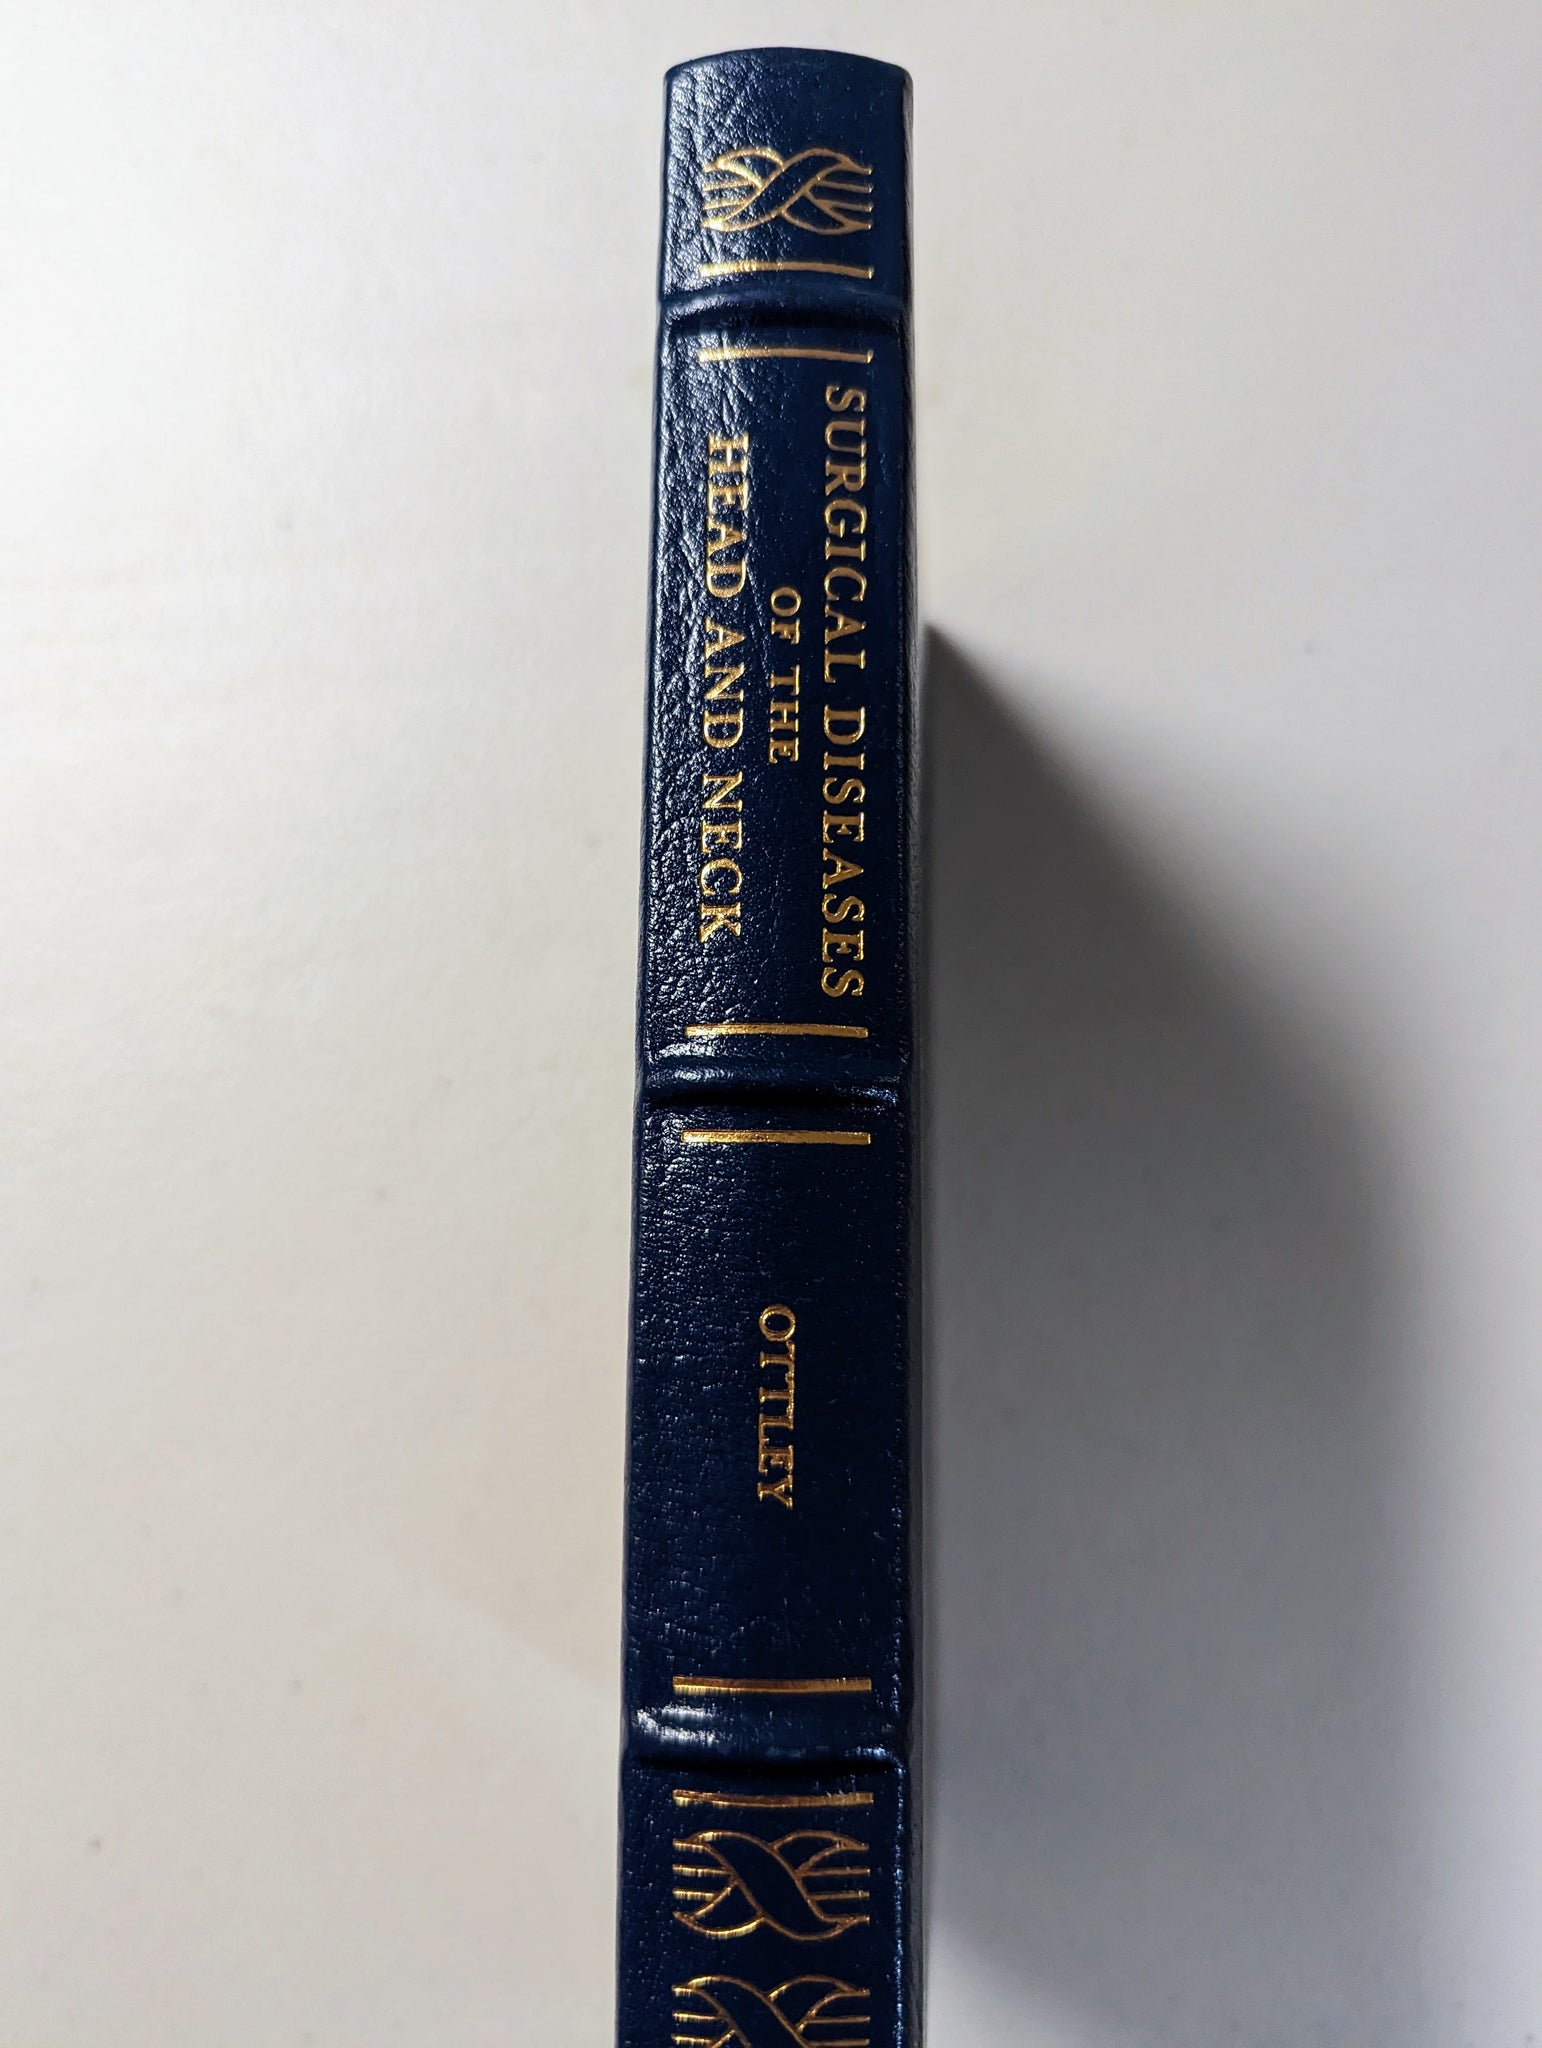 SURGICAL DISEASES
OF THE
HEAD AND NECK
OTTLEY